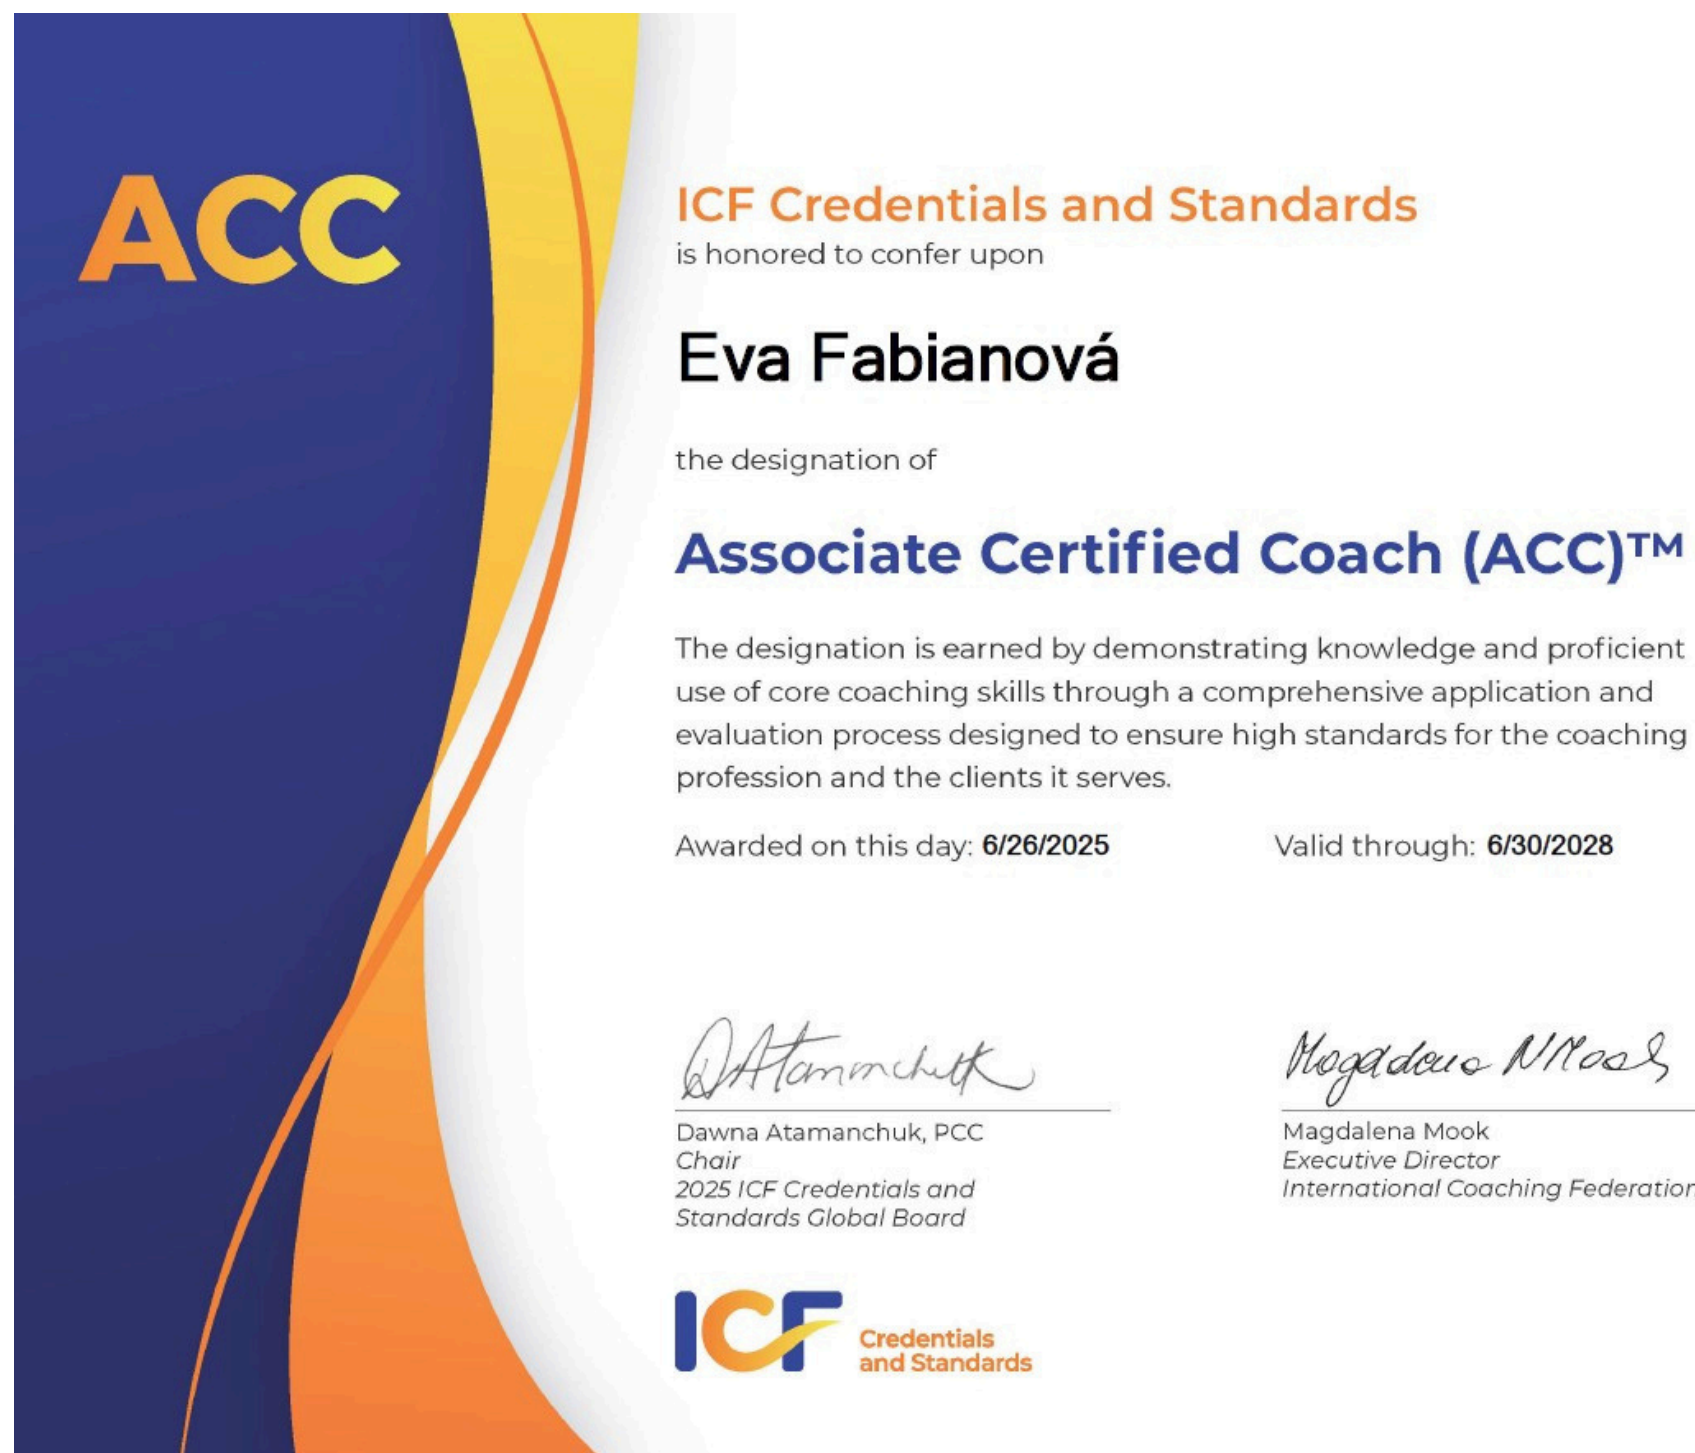 ACC
ICF Credentials and Standards
is honored to confer upon
Eva Fabianová
the designation of
Associate Certified Coach (ACC)™
The designation is earned by demonstrating knowledge and proficient
use of core coaching skills through a comprehensive application and
evaluation process designed to ensure high standards for the coaching
profession and the clients it serves.
Awarded on this day: 6/26/2025 Valid through: 6/30/2028
DAtamanchuk
Magdalena NMook
Dawna Atamanchuk, PCC
Chair
2025 ICF Credentials and
Standards Global Board
Magdalena Mook
Executive Director
International Coaching Federation
ICF
Credentials
and Standards